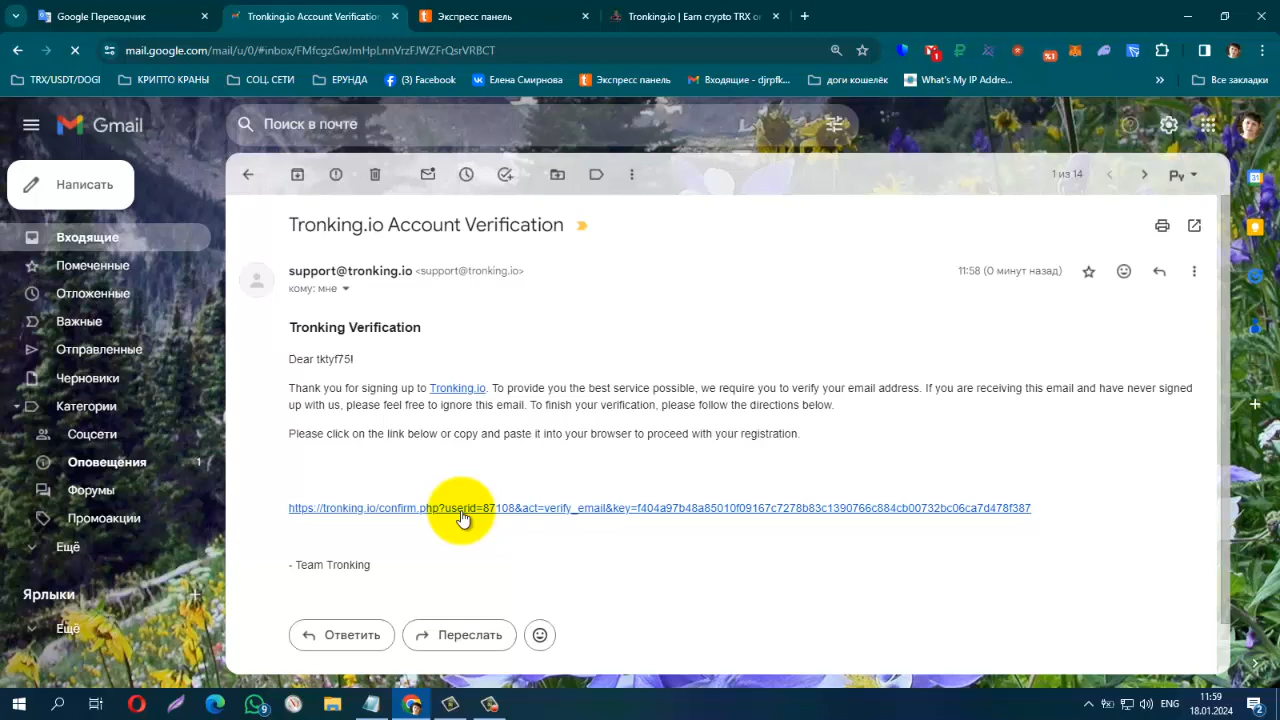 Google Переводчик
Tronking.io Account Verification
Экспресс панель
Tronking.io | Earn crypto TRX or
mail.google.com/mail/u/0/#inbox/FMfcgzGwJmHpLnnVrzFJWZFrQsrVRBCT
TRX/USDT/DOGI
КРИПТО КРАНЫ
СОЦ. СЕТИ
ЕРУНДА
(3) Facebook
Елена Смирнова
Экспресс панель
Входящие - djrpfk...
доги кошелёк
What's My IP Addre...
Все закладки
Gmail
Поиск в почте
Написать
1 из 14
Ру
Входящие
Помеченные
Отложенные
Важные
Отправленные
Черновики
Категории
Соцсети
Оповещения
1
Форумы
Промоакции
Ещё
Ярлыки
Ещё
Tronking.io Account Verification
support@tronking.io <support@tronking.io>
11:58 (0 минут назад)
кому: мне
Tronking Verification
Dear tktyf75!
Thank you for signing up to Tronking.io. To provide you the best service possible, we require you to verify your email address. If you are receiving this email and have never signed
up with us, please feel free to ignore this email. To finish your verification, please follow the directions below.
Please click on the link below or copy and paste it into your browser to proceed with your registration.
https://tronking.io/confirm.php?userid=87108&act=verify_email&key=f404a97b48a85010f09167c7278b83c1390766c884cb00732bc06ca7d478f387
- Team Tronking
Ответить
Переслать
ENG
11:59
18.01.2024